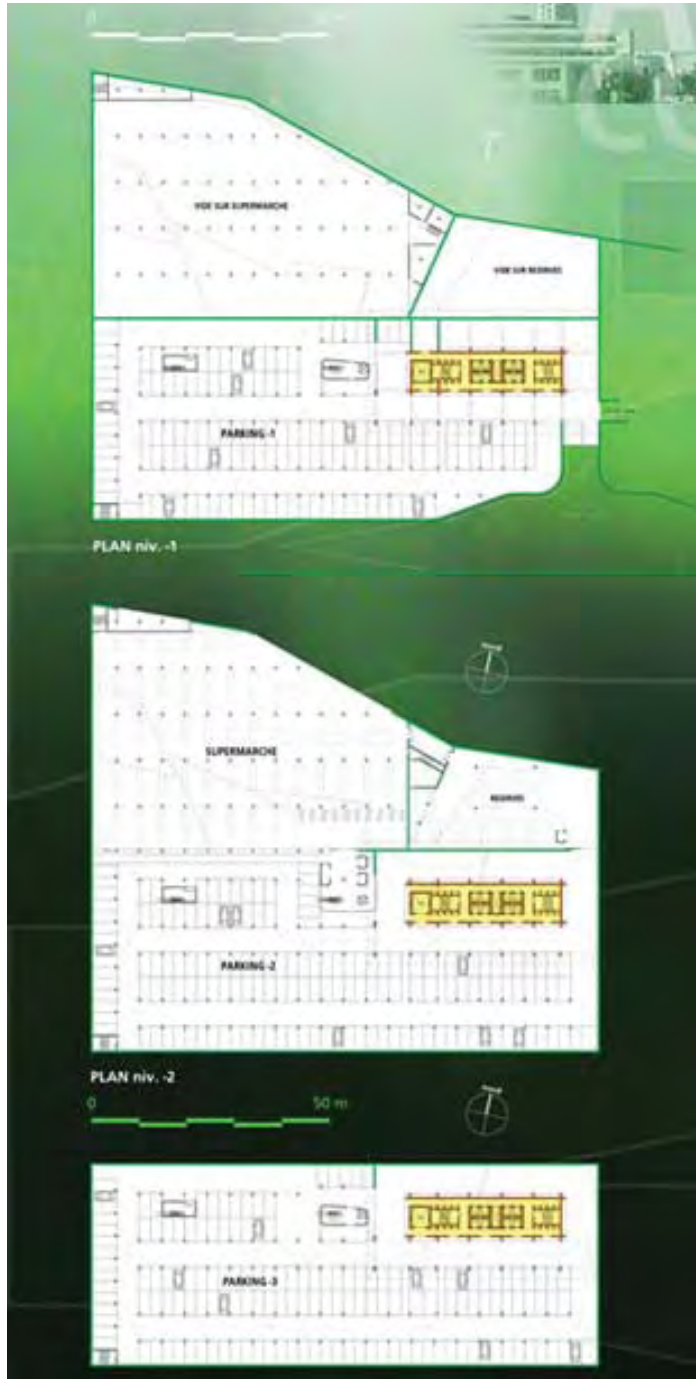 0
VIDE SUR SUPERMARCHE
VIDE SUR RESERVES
PARKING -1
PLAN niv. -1
SUPERMARCHE
RESERVES
PARKING -2
PLAN niv. -2
0 50 m
PARKING -3